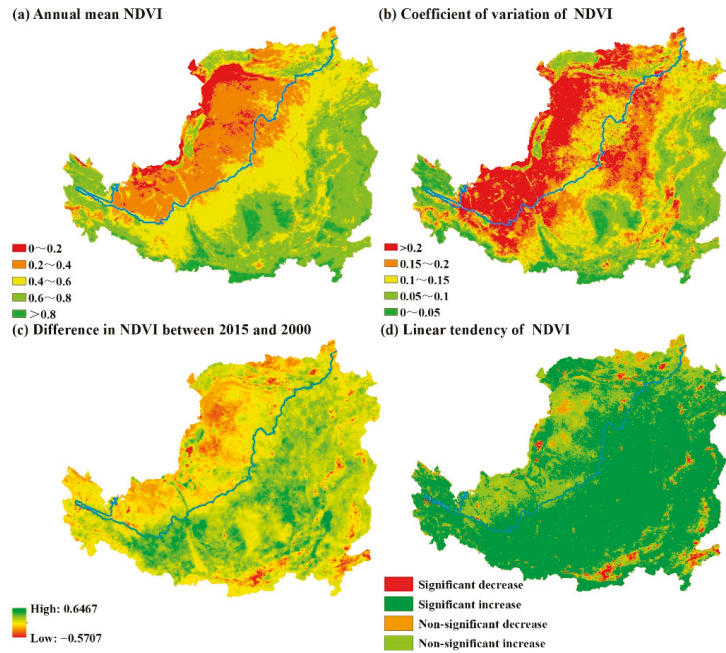 (a) Annual mean NDVI
(b) Coefficient of variation of NDVI
0～0.2
0.2～0.4
0.4～0.6
0.6～0.8
＞0.8
>0.2
0.15～0.2
0.1～0.15
0.05～0.1
0～0.05
(c) Difference in NDVI between 2015 and 2000
(d) Linear tendency of NDVI
High: 0.6467
Low: −0.5707
Significant decrease
Significant increase
Non-significant decrease
Non-significant increase